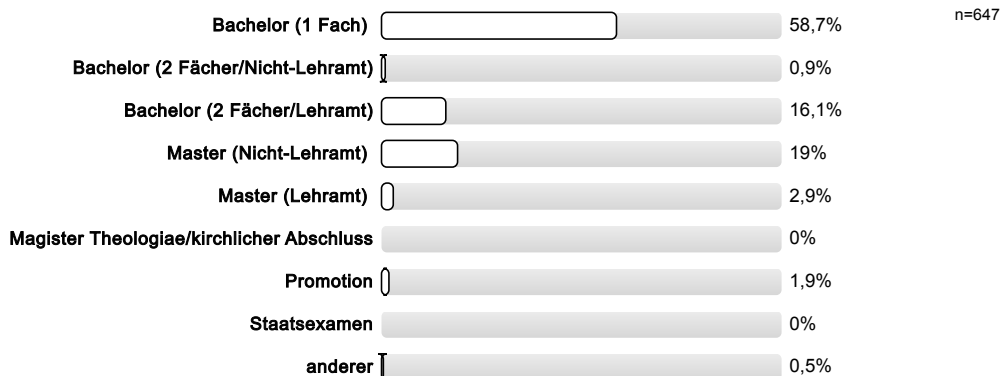 n=647
Bachelor (1 Fach) 58,7%
Bachelor (2 Fächer/Nicht-Lehramt) 0,9%
Bachelor (2 Fächer/Lehramt) 16,1%
Master (Nicht-Lehramt) 19%
Master (Lehramt) 2,9%
Magister Theologiae/kirchlicher Abschluss 0%
Promotion 1,9%
Staatsexamen 0%
anderer 0,5%